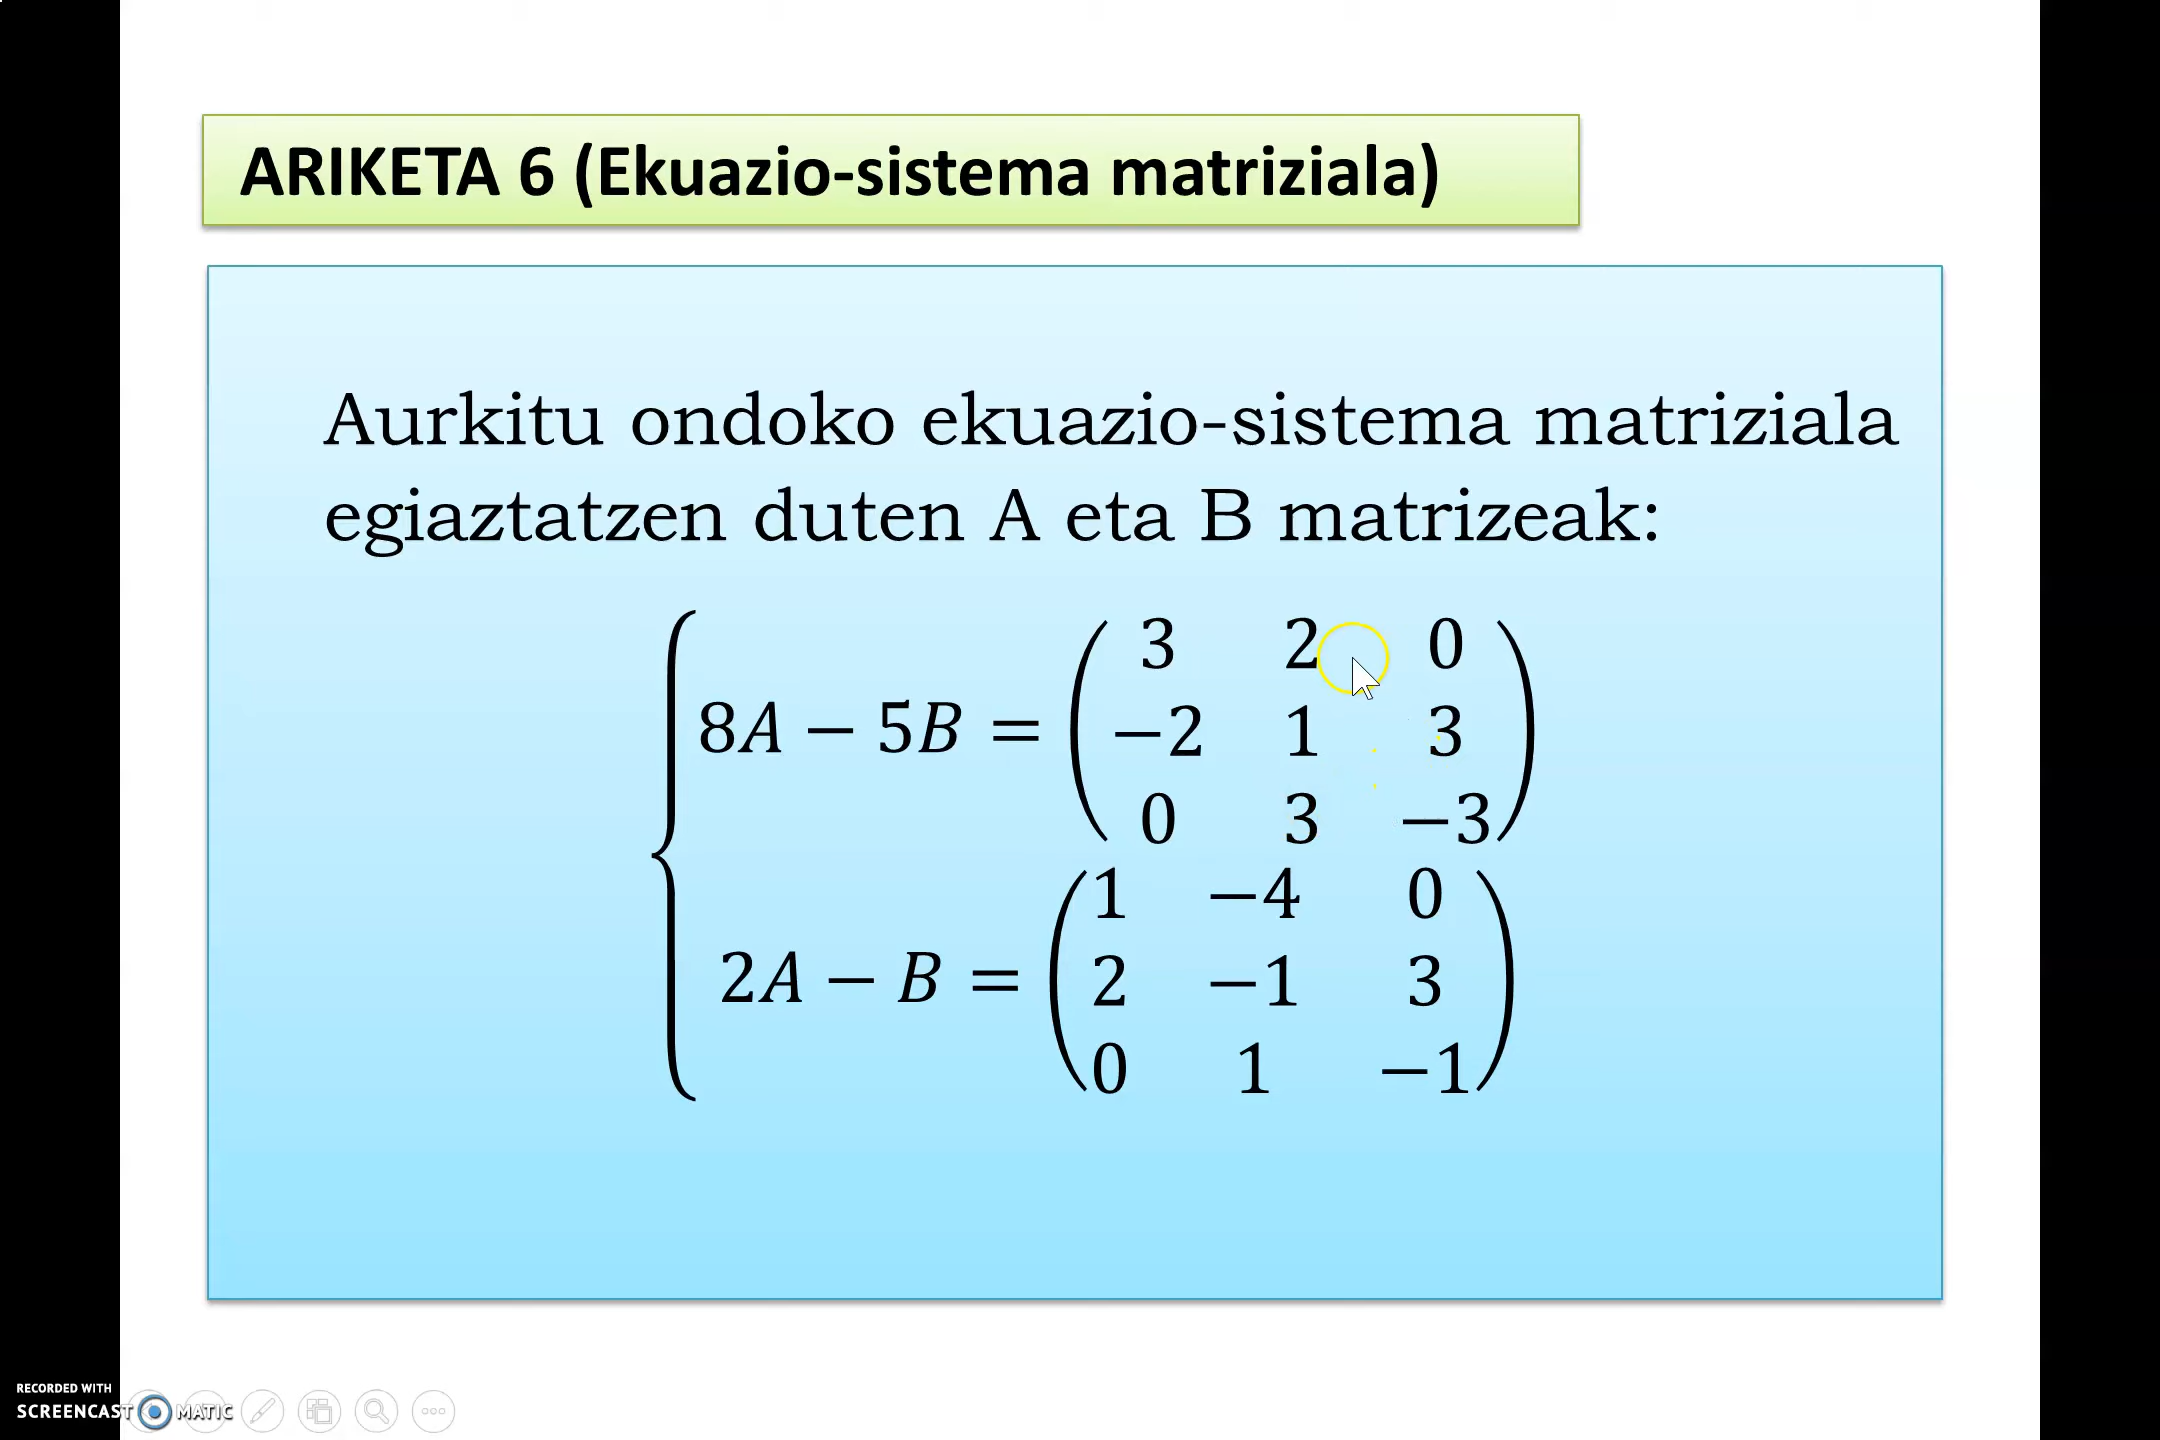 ARIKETA 6 (Ekuazio-sistema matriziala)
Aurkitu ondoko ekuazio-sistema matriziala
egiaztatzen duten A eta B matrizeak:
3 2 0
8A − 5B = −2 1 3
0 3 −3
1 −4 0
2A − B = 2 −1 3
0 1 −1
RECORDED WITH
SCREENCAST MATIC